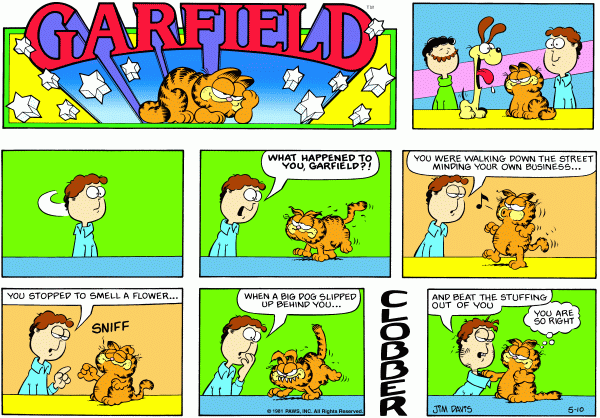 GARFIELD
TM
WHAT HAPPENED TO
YOU, GARFIELD?!
YOU WERE WALKING DOWN THE STREET
MINDING YOUR OWN BUSINESS...
YOU STOPPED TO SMELL A FLOWER...
SNIFF
WHEN A BIG DOG SLIPPED
UP BEHIND YOU...
© 1981 PAWS, INC. All Rights Reserved.
CLOBBER
AND BEAT THE STUFFING
OUT OF YOU
YOU ARE
SO RIGHT
JIM DAVIS
5-10